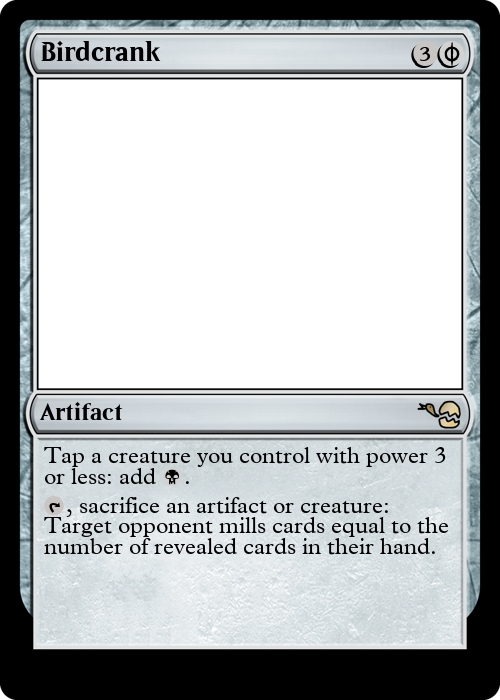 Birdcrank 3
Artifact
Tap a creature you control with power 3
or less: add .
, sacrifice an artifact or creature:
Target opponent mills cards equal to the
number of revealed cards in their hand.